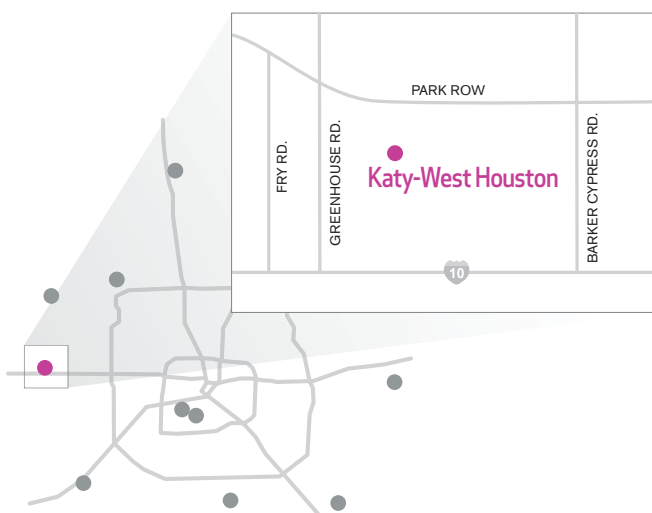 PARK ROW
FRY RD.
GREENHOUSE RD.
BARKER CYPRESS RD.
Katy-West Houston
10